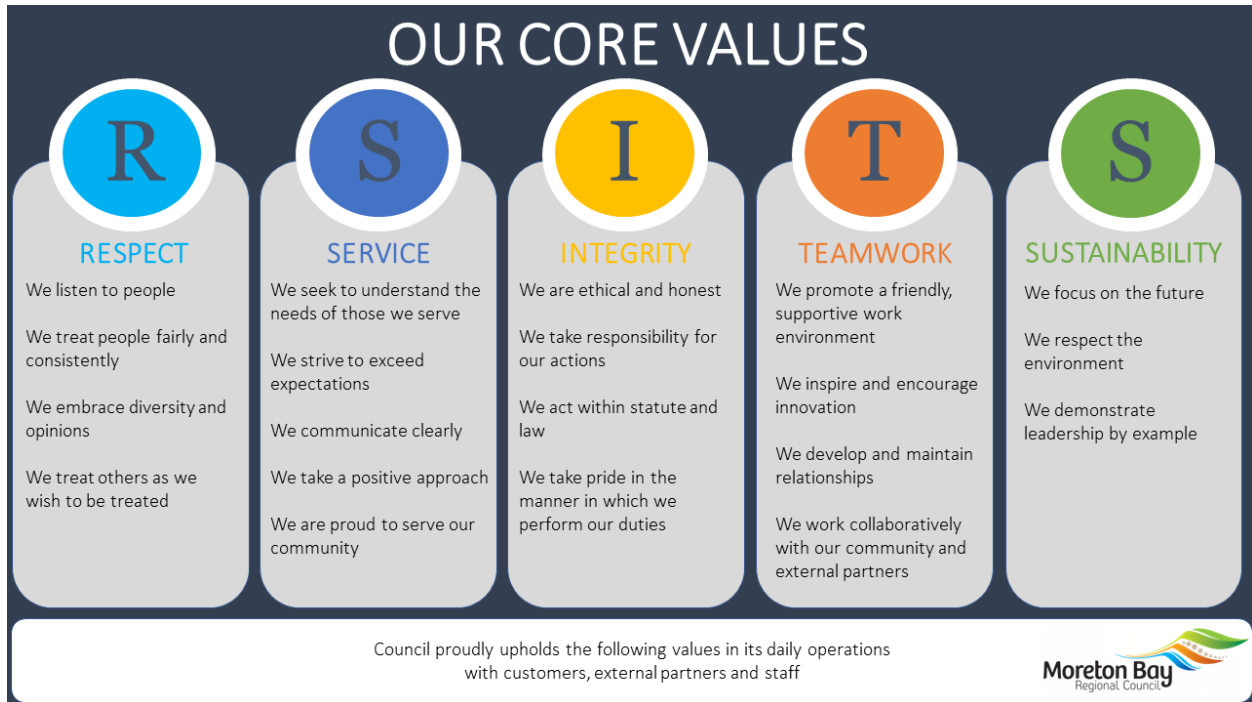 OUR CORE VALUES
R
RESPECT
We listen to people
We treat people fairly and
consistently
We embrace diversity and
opinions
We treat others as we
wish to be treated
S
SERVICE
We seek to understand the
needs of those we serve
We strive to exceed
expectations
We communicate clearly
We take a positive approach
We are proud to serve our
community
I
INTEGRITY
We are ethical and honest
We take responsibility for
our actions
We act within statute and
law
We take pride in the
manner in which we
perform our duties
T
TEAMWORK
We promote a friendly,
supportive work
environment
We inspire and encourage
innovation
We develop and maintain
relationships
We work collaboratively
with our community and
external partners
S
SUSTAINABILITY
We focus on the future
We respect the
environment
We demonstrate
leadership by example
Council proudly upholds the following values in its daily operations
with customers, external partners and staff
Moreton Bay
Regional Council